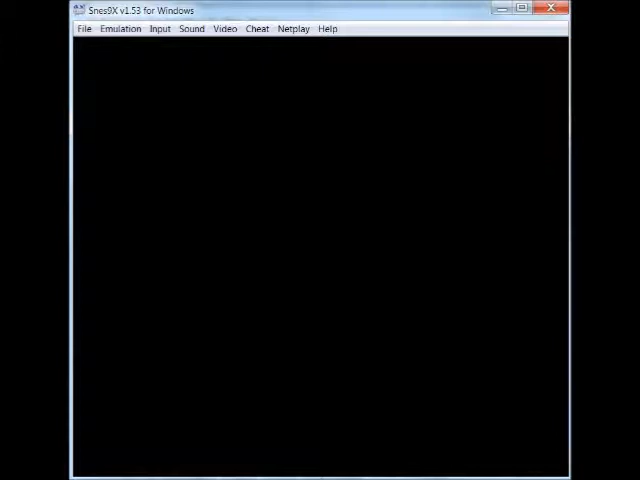 Snes9X v1.53 for Windows
File Emulation Input Sound Video Cheat Netplay Help